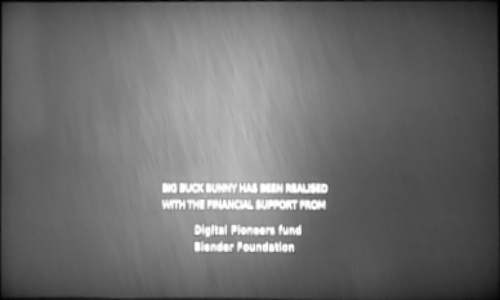 BIG BUCK BUNNY HAS BEEN REALISED
WITH THE FINANCIAL SUPPORT FROM
Digital Pioneers fund
Blender Foundation